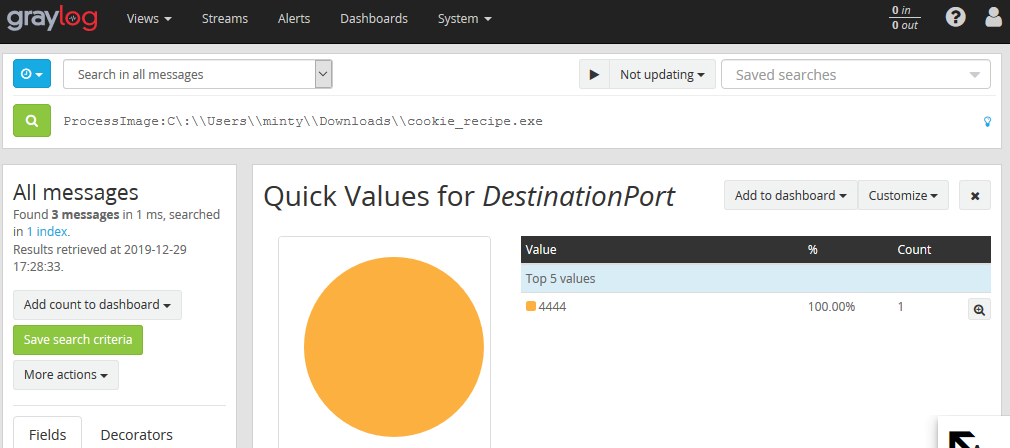 graylog Views Streams Alerts Dashboards System 0 in
0 out
Search in all messages Not updating Saved searches
ProcessImage:C\:\\Users\\minty\\Downloads\\cookie_recipe.exe
All messages
Found 3 messages in 1 ms, searched
in 1 index.
Results retrieved at 2019-12-29
17:28:33.
Add count to dashboard
Save search criteria
More actions
Fields Decorators
Quick Values for DestinationPort Add to dashboard Customize
Value % Count
Top 5 values
4444 100.00% 1